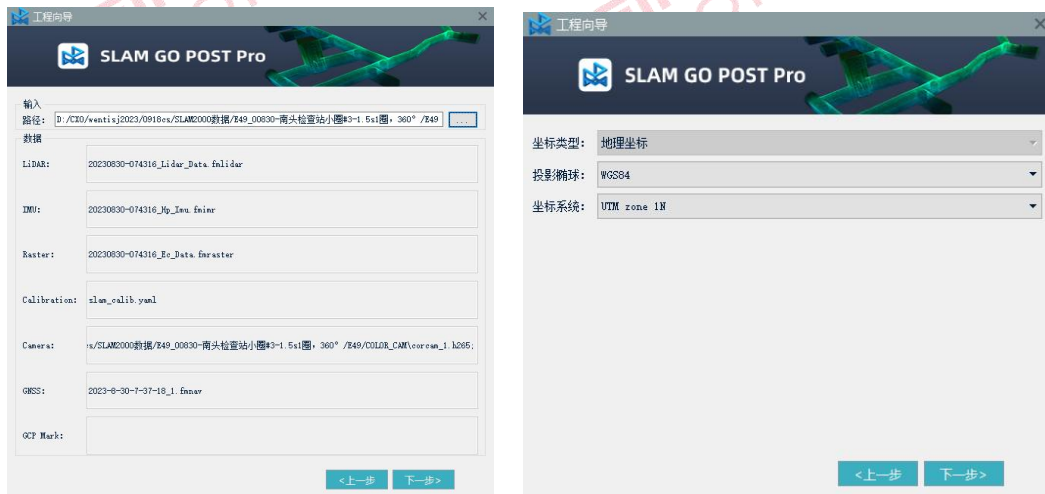 工程向导
SLAM GO POST Pro
输入
路径: D:/CXO/wentisj2023/0918cs/SLAM2000数据/E49_00830-南头检查站小圈#3-1.5s1圈，360° /E49 ...
数据
LiDAR: 20230830-074316_Lidar_Data.fmlidar
IMU: 20230830-074316_Mp_Imu.fmimr
Raster: 20230830-074316_Ec_Data.fmraster
Calibration: slam_calib.yaml
Camera: :s/SLAM2000数据/E49_00830-南头检查站小圈#3-1.5s1圈，360° /E49/COLOR_CAM\corcam_1.h265;
GNSS: 2023-8-30-7-37-18_1.fmnav
GCP Mark:
<上一步 下一步>
工程向导
SLAM GO POST Pro
坐标类型: 地理坐标
投影椭球: WGS84
坐标系统: UTM zone 1N
<上一步 下一步>